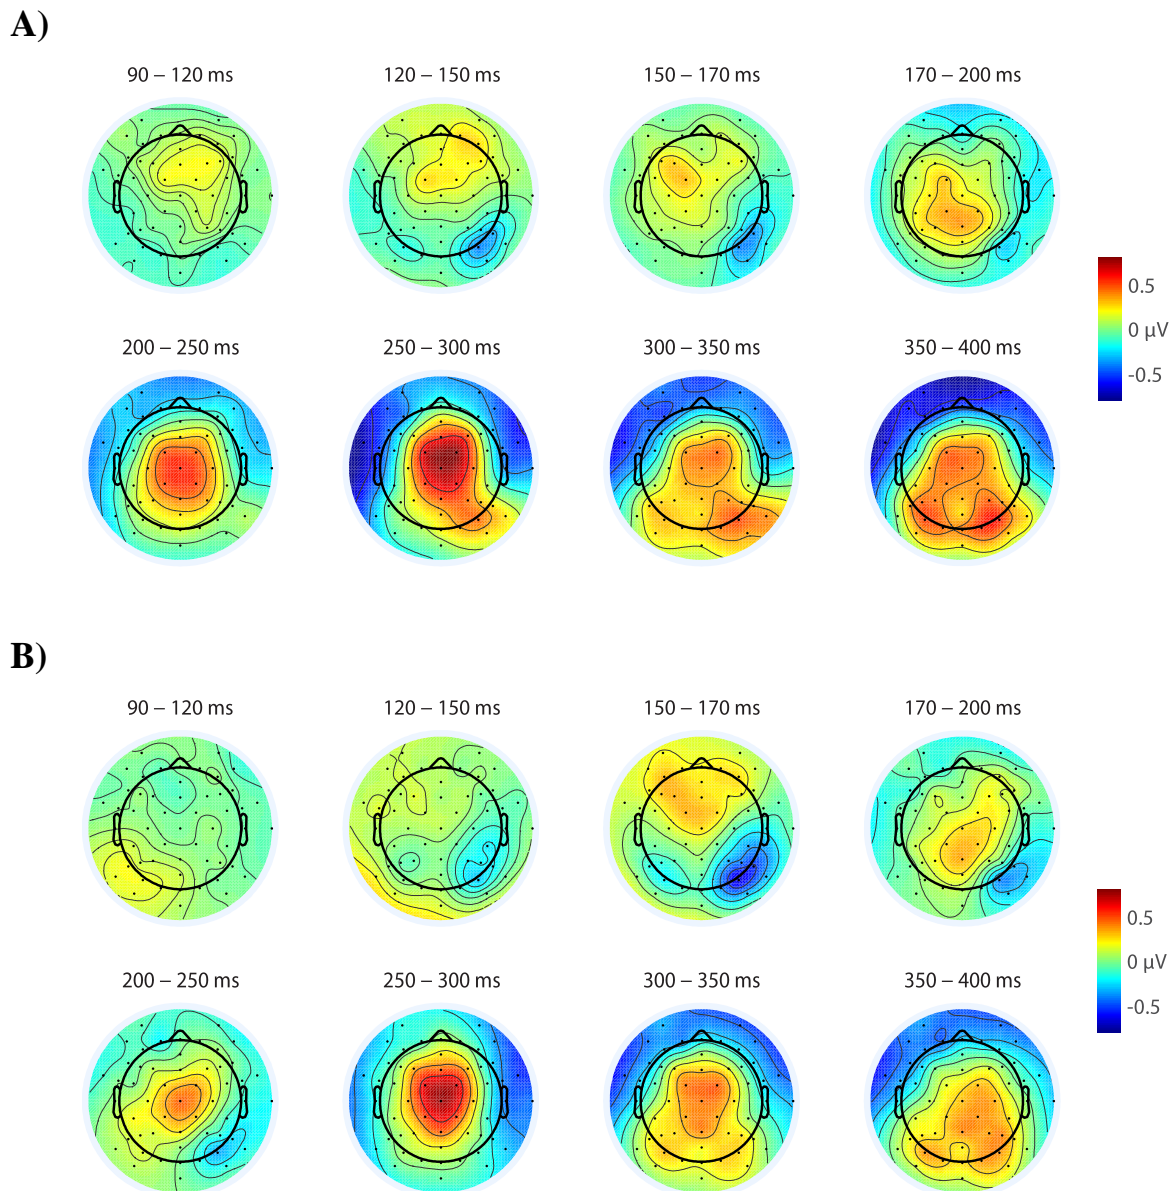 A)
90 – 120 ms
120 – 150 ms
150 – 170 ms
170 – 200 ms
200 – 250 ms
250 – 300 ms
300 – 350 ms
350 – 400 ms
0.5
0 µV
-0.5
B)
90 – 120 ms
120 – 150 ms
150 – 170 ms
170 – 200 ms
200 – 250 ms
250 – 300 ms
300 – 350 ms
350 – 400 ms
0.5
0 µV
-0.5